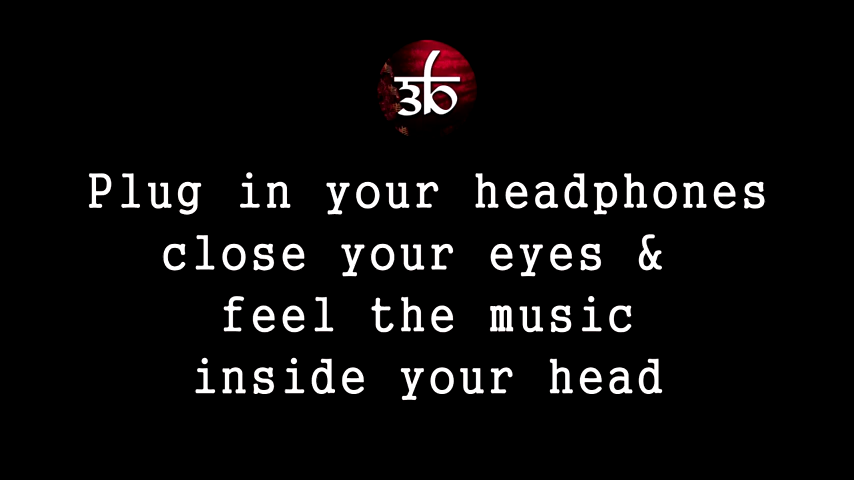 Plug in your headphones
close your eyes &
feel the music
inside your head